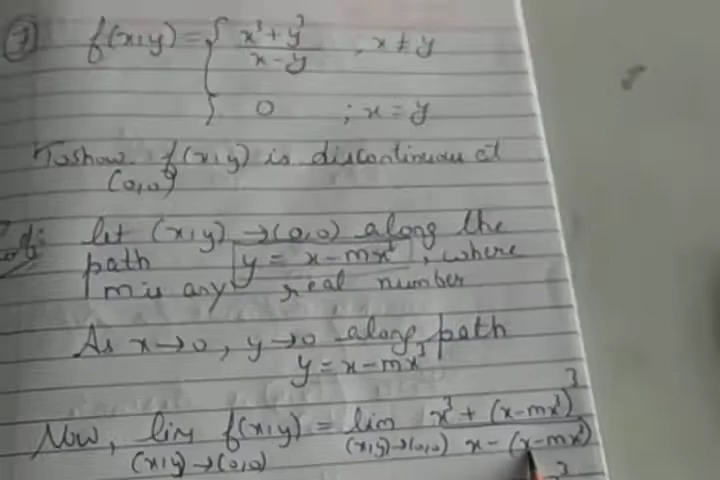 7 f(x,y) = { x³ + y³ / x - y , x ≠ y
0 ; x = y
To show f(x,y) is discontinuous at
(0,0)
let (x,y) → (0,0) along the
path y = x - mx³, where
m is any real number
As x → 0, y → 0 along path
y = x - mx³
Now, lim f(x,y) = lim x³ + (x - mx³)³
(x,y) → (0,0) (x,y) → (0,0) x - (x - mx³)
3